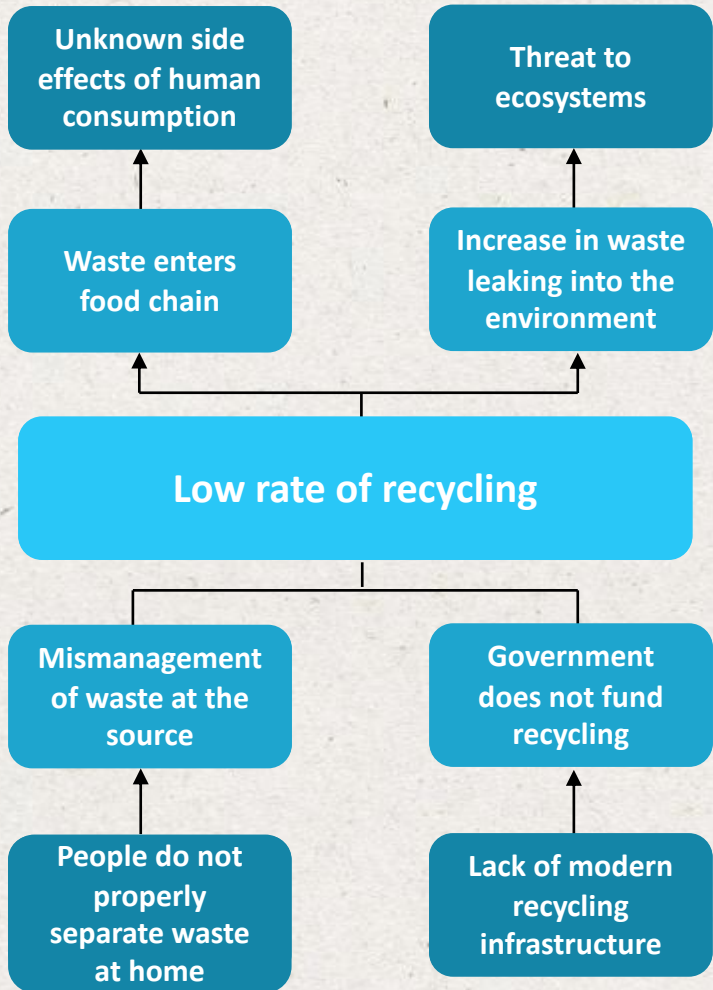 Unknown side
effects of human
consumption
Threat to
ecosystems
Waste enters
food chain
Increase in waste
leaking into the
environment
Low rate of recycling
Mismanagement
of waste at the
source
Government
does not fund
recycling
People do not
properly
separate waste
at home
Lack of modern
recycling
infrastructure